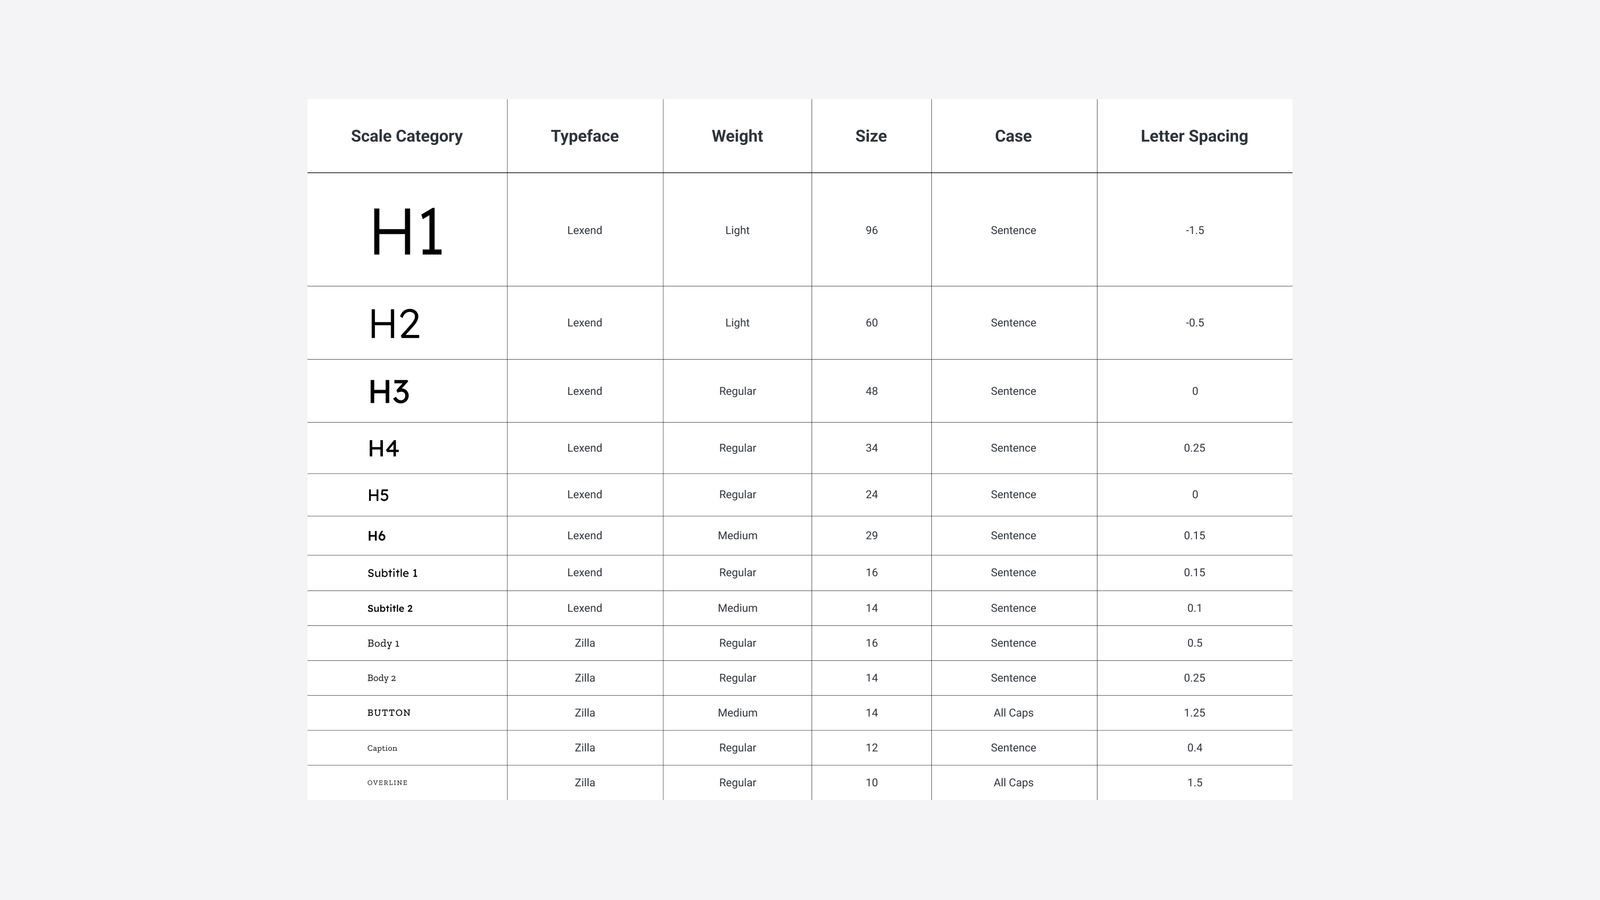 Scale Category Typeface Weight Size Case Letter Spacing
H1 Lexend Light 96 Sentence -1.5
H2 Lexend Light 60 Sentence -0.5
H3 Lexend Regular 48 Sentence 0
H4 Lexend Regular 34 Sentence 0.25
H5 Lexend Regular 24 Sentence 0
H6 Lexend Medium 29 Sentence 0.15
Subtitle 1 Lexend Regular 16 Sentence 0.15
Subtitle 2 Lexend Medium 14 Sentence 0.1
Body 1 Zilla Regular 16 Sentence 0.5
Body 2 Zilla Regular 14 Sentence 0.25
BUTTON Zilla Medium 14 All Caps 1.25
Caption Zilla Regular 12 Sentence 0.4
OVERLINE Zilla Regular 10 All Caps 1.5